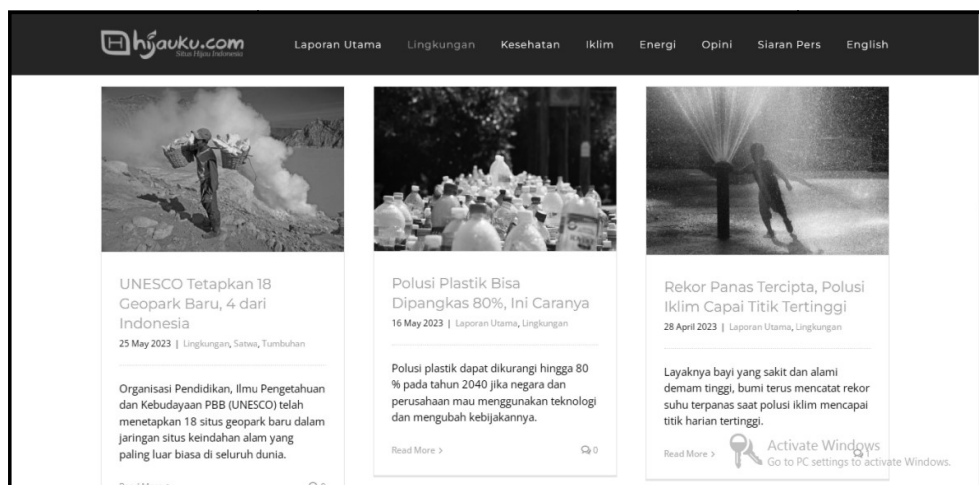 hijauku.com
Situs Hijau Indonesia
Laporan Utama Lingkungan Kesehatan Iklim Energi Opini Siaran Pers English
UNESCO Tetapkan 18
Geopark Baru, 4 dari
Indonesia
25 May 2023 | Lingkungan, Satwa, Tumbuhan
Organisasi Pendidikan, Ilmu Pengetahuan
dan Kebudayaan PBB (UNESCO) telah
menetapkan 18 situs geopark baru dalam
jaringan situs keindahan alam yang
paling luar biasa di seluruh dunia.
Polusi Plastik Bisa
Dipangkas 80%, Ini Caranya
16 May 2023 | Laporan Utama, Lingkungan
Polusi plastik dapat dikurangi hingga 80
% pada tahun 2040 jika negara dan
perusahaan mau menggunakan teknologi
dan mengubah kebijakannya.
Read More >
0
Rekor Panas Tercipta, Polusi
Iklim Capai Titik Tertinggi
28 April 2023 | Laporan Utama, Lingkungan
Layaknya bayi yang sakit dan alami
demam tinggi, bumi terus mencatat rekor
suhu terpanas saat polusi iklim mencapai
titik harian tertinggi.
Read More >
Activate Windows
Go to PC settings to activate Windows.